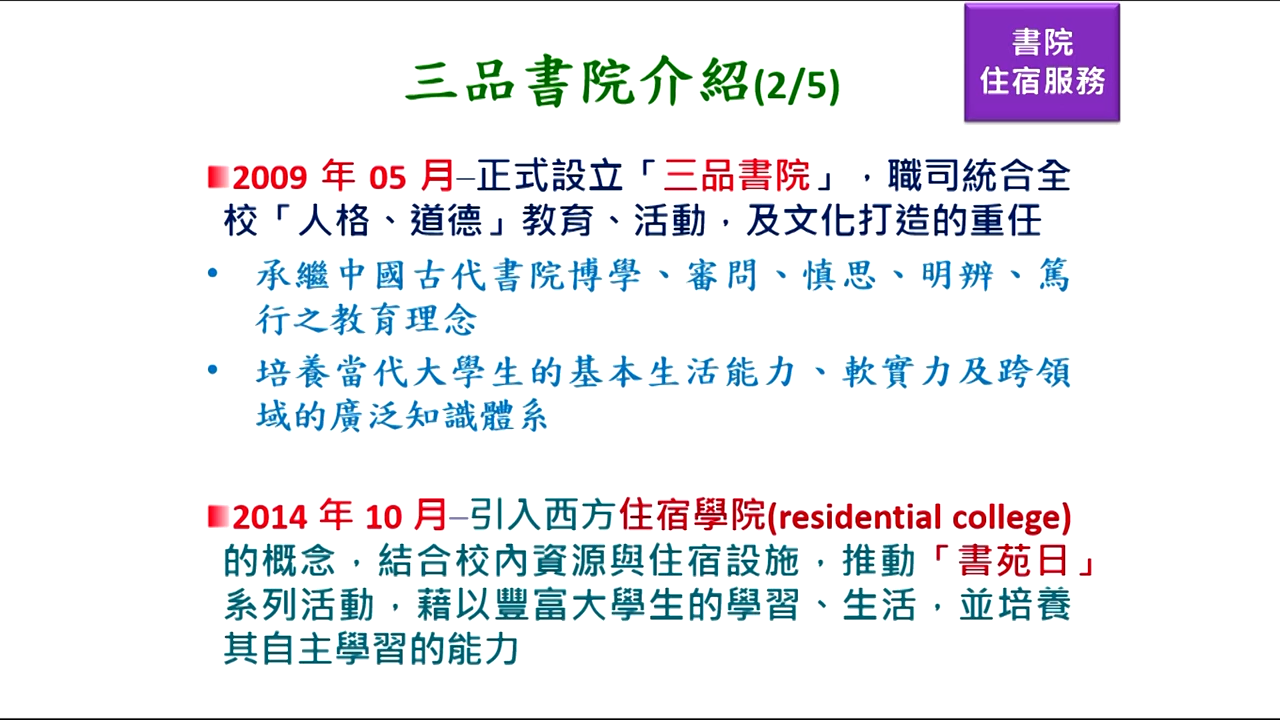 書院
住宿服務
三品書院介紹(2/5)
2009 年 05 月–正式設立「三品書院」，職司統合全
校「人格、道德」教育、活動，及文化打造的重任
• 承繼中國古代書院博學、審問、慎思、明辨、篤
行之教育理念
• 培養當代大學生的基本生活能力、軟實力及跨領
域的廣泛知識體系
2014 年 10 月–引入西方住宿學院(residential college)
的概念，結合校內資源與住宿設施，推動「書苑日」
系列活動，藉以豐富大學生的學習、生活，並培養
其自主學習的能力